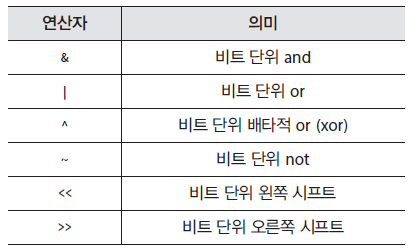 연산자 의미
& 비트 단위 and
| 비트 단위 or
^ 비트 단위 배타적 or (xor)
~ 비트 단위 not
<< 비트 단위 왼쪽 시프트
>> 비트 단위 오른쪽 시프트